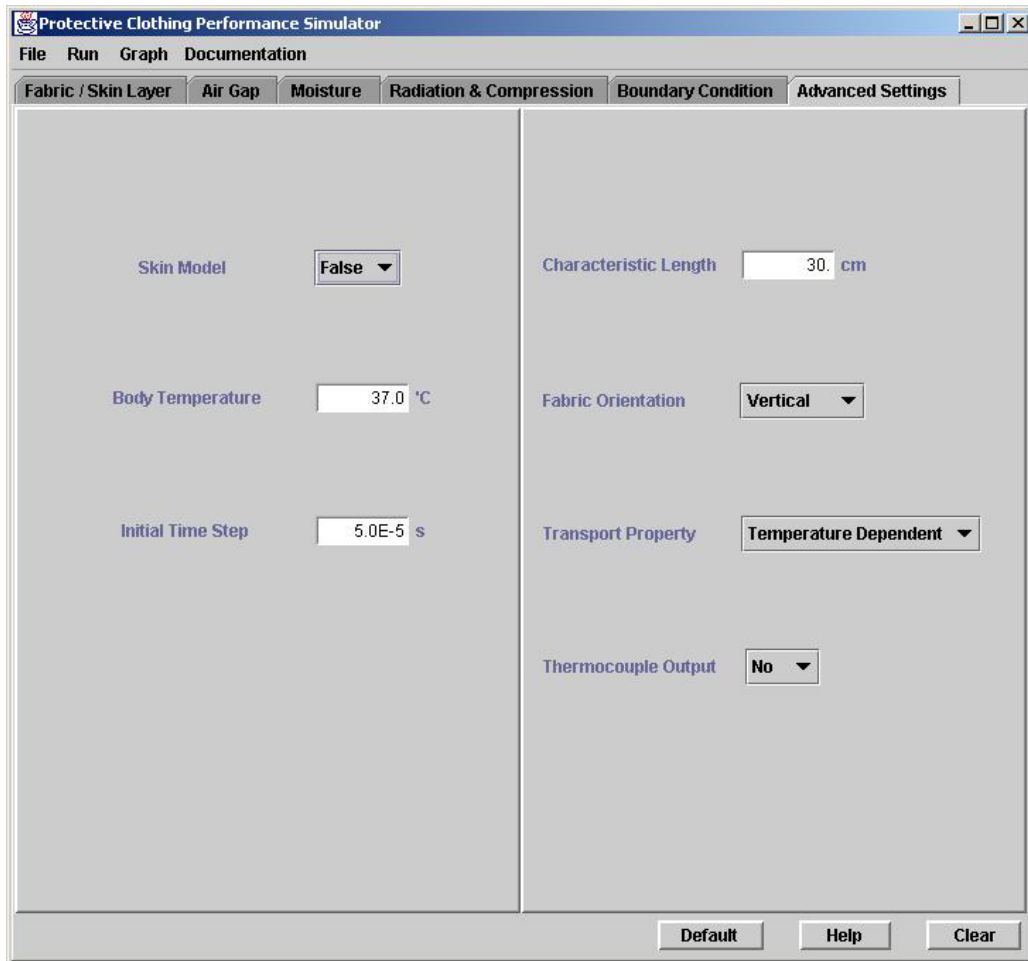 Protective Clothing Performance Simulator
File Run Graph Documentation
Fabric / Skin Layer Air Gap Moisture Radiation & Compression Boundary Condition Advanced Settings
Skin Model False
Body Temperature 37.0 'C
Initial Time Step 5.0E-5 s
Characteristic Length 30. cm
Fabric Orientation Vertical
Transport Property Temperature Dependent
Thermocouple Output No
Default Help Clear